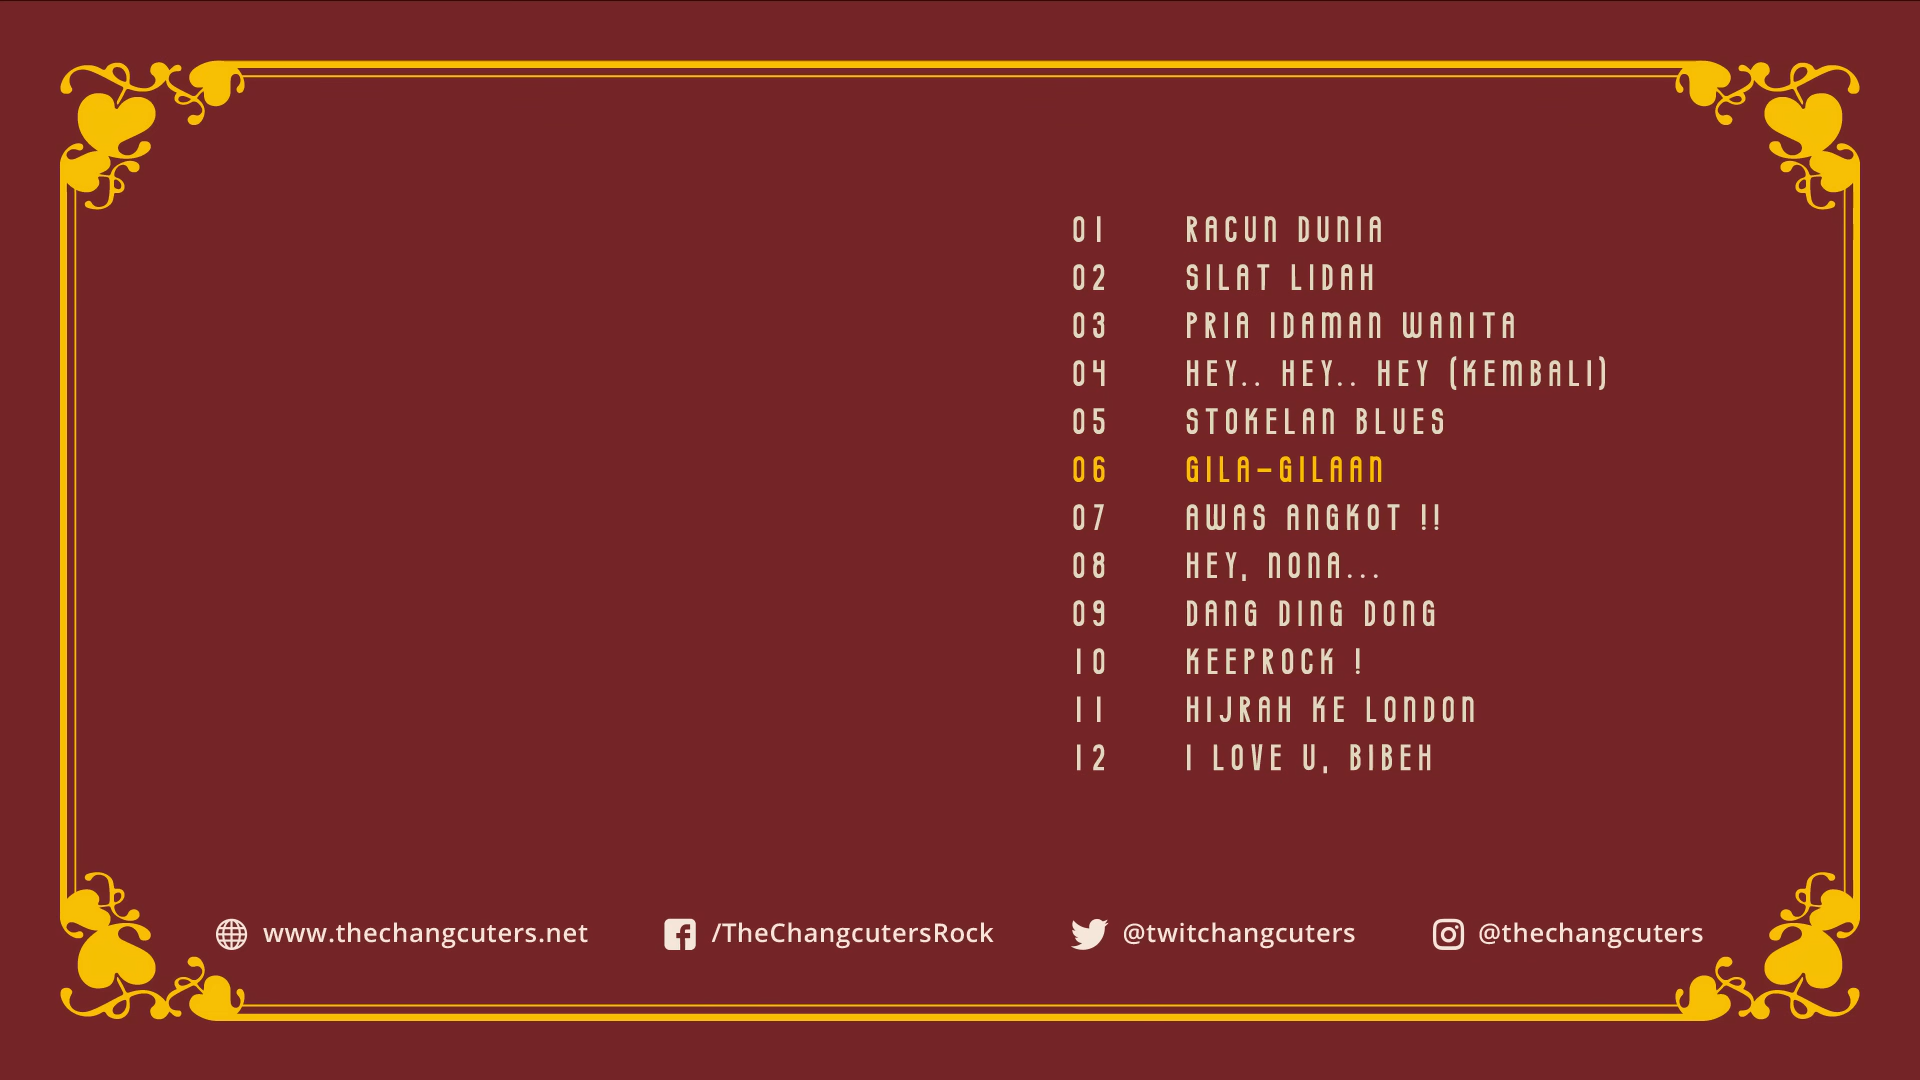 01 RACUN DUNIA
02 SILAT LIDAH
03 PRIA IDAMAN WANITA
04 HEY.. HEY.. HEY (KEMBALI)
05 STOKELAN BLUES
06 GILA-GILAAN
07 AWAS ANGKOT !!
08 HEY, NONA...
09 DANG DING DONG
10 KEEPROCK !
11 HIJRAH KE LONDON
12 I LOVE U, BIBEH
www.thechangcuters.net /TheChangcutersRock @twitchangcuters @thechangcuters